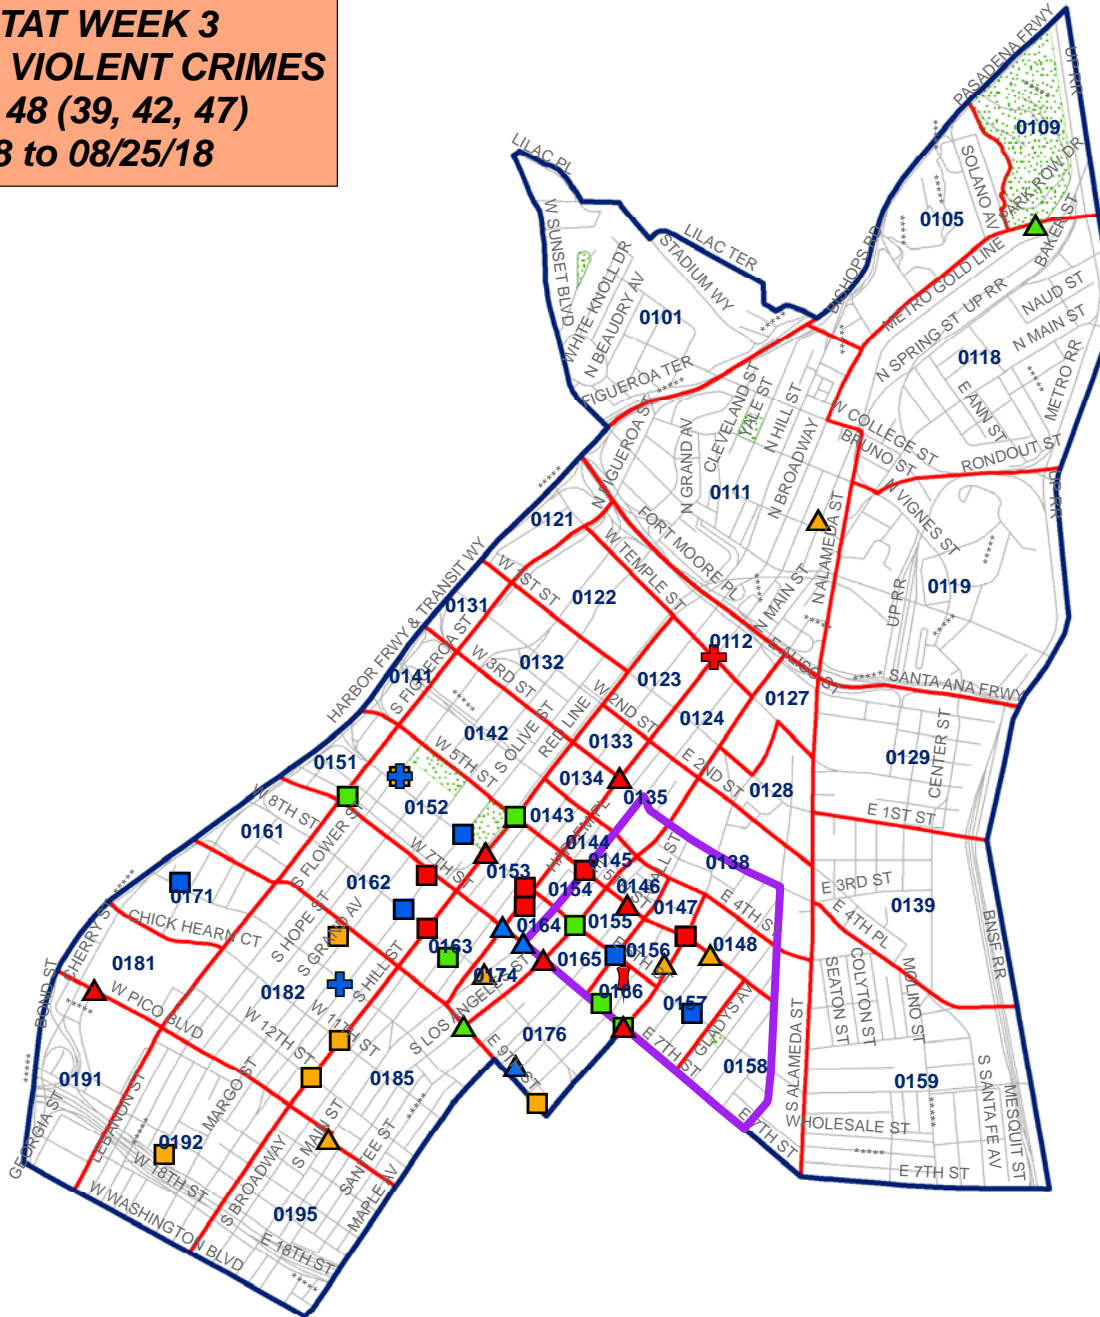 TAT WEEK 3
VIOLENT CRIMES
48 (39, 42, 47)
8 to 08/25/18
PASADENA FRWY
UP RR
0109
LILAC PL
SOLANO AV
PARK ROW DR
0105
BAKER ST
W SUNSET BLVD
LILAC TER
STADIUM WY
BISHOPS RD
METRO GOLD LINE
WHITE KNOLL DR
N BEAUDRY AV
0101
N SPRING ST
UP RR
NAUD ST
N MAIN ST
0118
METRO RR
FIGUEROA TER
CLEVELAND ST
YALE ST
N HILL ST
E ANN ST
N FIGUEROA ST
N GRAND AV
N BROADWAY
W COLLEGE ST
BRUNO ST
RONDOUT ST
0111
N VIGNES ST
UP RR
0121
FORT MOORE PL
N ALAMEDA ST
HARBOR FRWY & TRANSIT WY
W TEMPLE ST
W 1ST ST
0122
0119
UP RR
N MAIN ST
0131
0112
E ALISO ST
0132
W 3RD ST
0123
SANTA ANA FRWY
0141
S FIGUEROA ST
W 2ND ST
0127
0124
0142
S OLIVE ST
RED LINE
0133
CENTER ST
W 5TH ST
E 2ND ST
0129
0151
0134
0128
0135
0152
W 8TH ST
0143
E 1ST ST
0161
S FLOWER ST
HARLEM PL
0144
W 7TH ST
0145
0138
0153
0162
0154
0146
E 3RD ST
0171
0147
E 4TH ST
E 4TH PL
0139
CHERRY ST
CHICK HEARN CT
S HOPE ST
S GRAND AV
0164
0155
BNSF RR
0163
0156
0148
BOND ST
0181
S HILL ST
0165
0174
SEATON ST
COLYTON ST
MOLINO ST
0182
W PICO BLVD
S LOS ANGELES ST
0166
0157
GLADYS AV
W 11TH ST
W 12TH ST
0176
E 9TH ST
E 7TH ST
S ALAMEDA ST
0158
0191
0185
0159
S SANTA FE AV
MESQUIT ST
GEORGIA ST
LEBANON ST
MARGO ST
S MAIN ST
WHOLESALE ST
0192
E 7TH ST
W 18TH ST
S BROADWAY
SANTEE ST
MAPLE AV
E 7TH ST
W WASHINGTON BLVD
0195
E 18TH ST